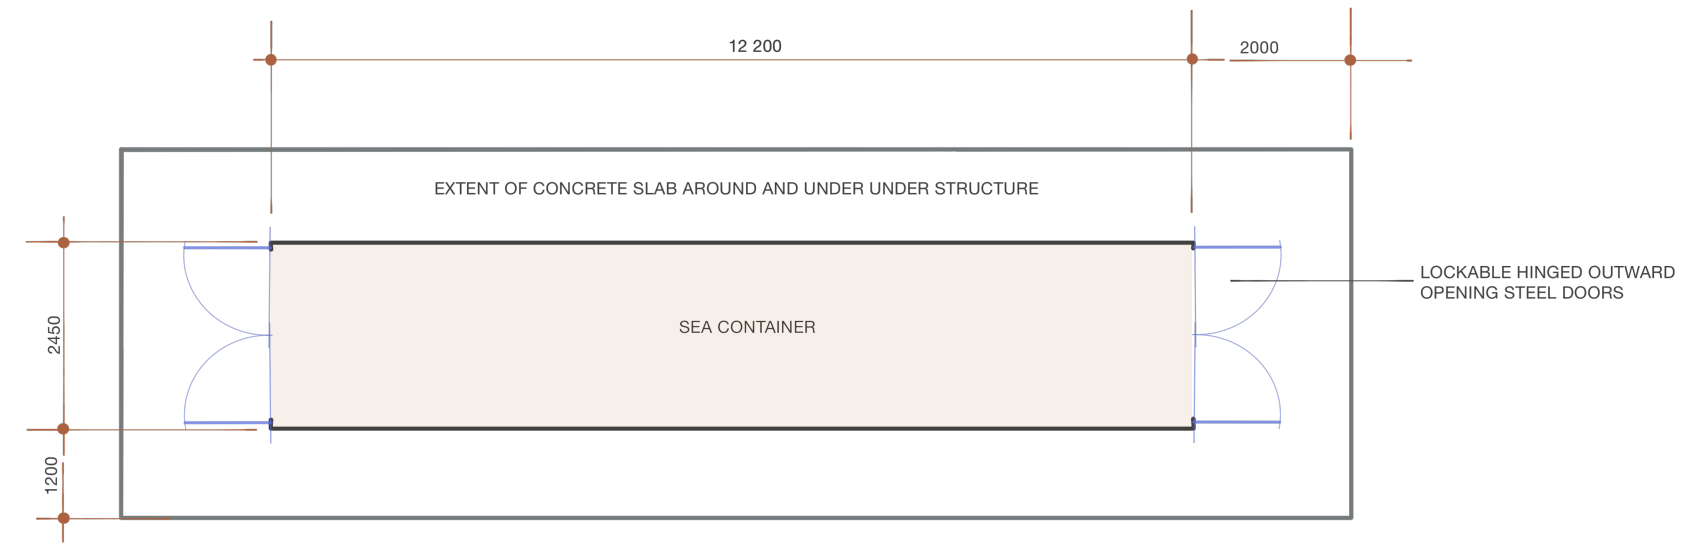 12 200
2000
EXTENT OF CONCRETE SLAB AROUND AND UNDER UNDER STRUCTURE
LOCKABLE HINGED OUTWARD
OPENING STEEL DOORS
SEA CONTAINER
2450
1200